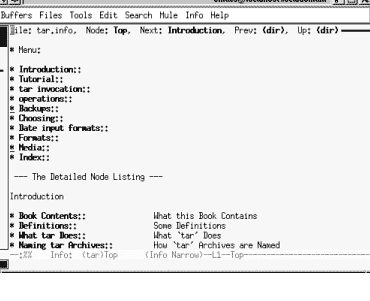 Buffers Files Tools Edit Search Mule Info Help
File: tar.info, Node: Top, Next: Introduction, Prev: (dir), Up: (dir)
* Menu:
* Introduction::
* Tutorial::
* tar invocation::
* operations::
* Backups::
* Choosing::
* Date input formats::
* Formats::
* Media::
* Index::
--- The Detailed Node Listing ---
Introduction
* Book Contents:: What this Book Contains
* Definitions:: Some Definitions
* What tar Does:: What `tar' Does
* Naming tar Archives:: How `tar' Archives are Named
--:%% Info: (tar)Top (Info Narrow)--L1--Top--